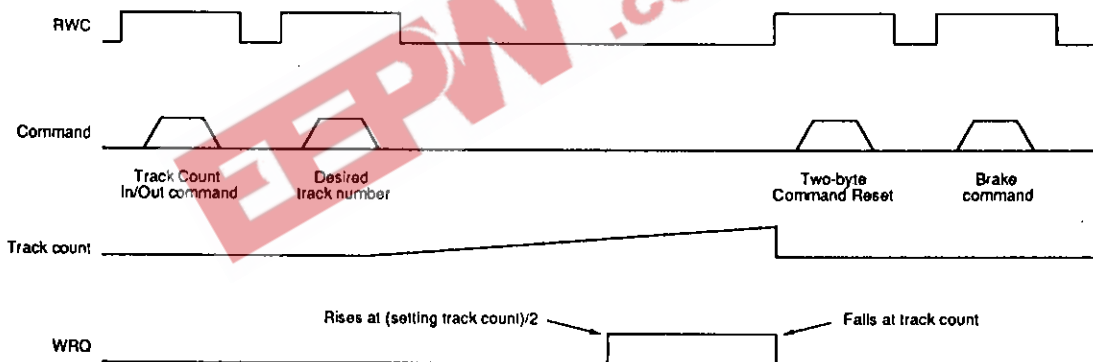 RWC
EEPW.co
Command
Track Count
In/Out command
Desired
track number
Two-byte
Command Reset
Brake
command
Track count
Rises at (setting track count)/2
Falls at track count
WRQ